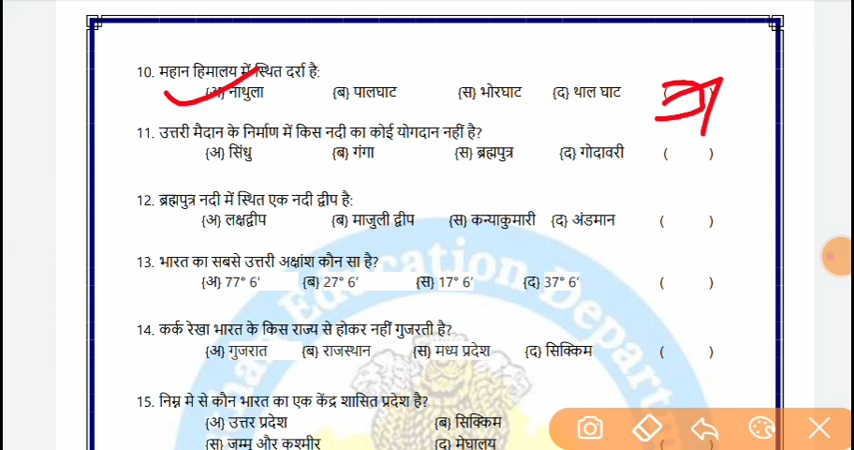 10. महान हिमालय में स्थित दर्रा है:
{अ} नाथुला {ब} पालघाट {स} भोरघाट {द} थाल घाट ( अ )
11. उत्तरी मैदान के निर्माण में किस नदी का कोई योगदान नहीं है?
{अ} सिंधु {ब} गंगा {स} ब्रह्मपुत्र {द} गोदावरी ( )
12. ब्रह्मपुत्र नदी में स्थित एक नदी द्वीप है:
{अ} लक्षद्वीप {ब} माजुली द्वीप {स} कन्याकुमारी {द} अंडमान ( )
13. भारत का सबसे उत्तरी अक्षांश कौन सा है?
{अ} 77° 6' {ब} 27° 6' {स} 17° 6' {द} 37° 6' ( )
14. कर्क रेखा भारत के किस राज्य से होकर नहीं गुजरती है?
{अ} गुजरात {ब} राजस्थान {स} मध्य प्रदेश {द} सिक्किम ( )
15. निम्न मे से कौन भारत का एक केंद्र शासित प्रदेश है?
{अ} उत्तर प्रदेश {ब} सिक्किम
{स} जम्मू और कश्मीर {द} मेघालय ( )
Education Depart